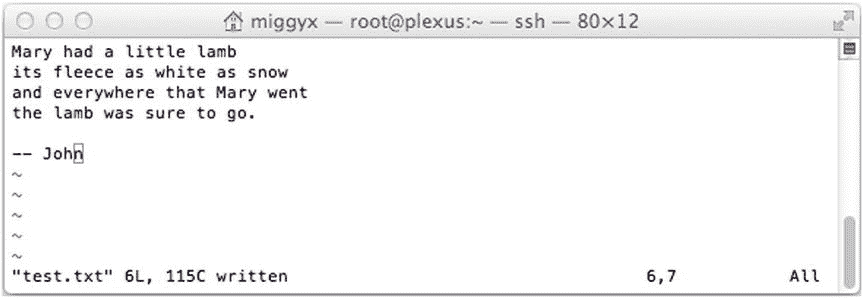 miggyx — root@plexus:~ — ssh — 80×12
Mary had a little lamb
its fleece as white as snow
and everywhere that Mary went
the lamb was sure to go.

-- John
~
~
~
~
~
"test.txt" 6L, 115C written 6,7 All